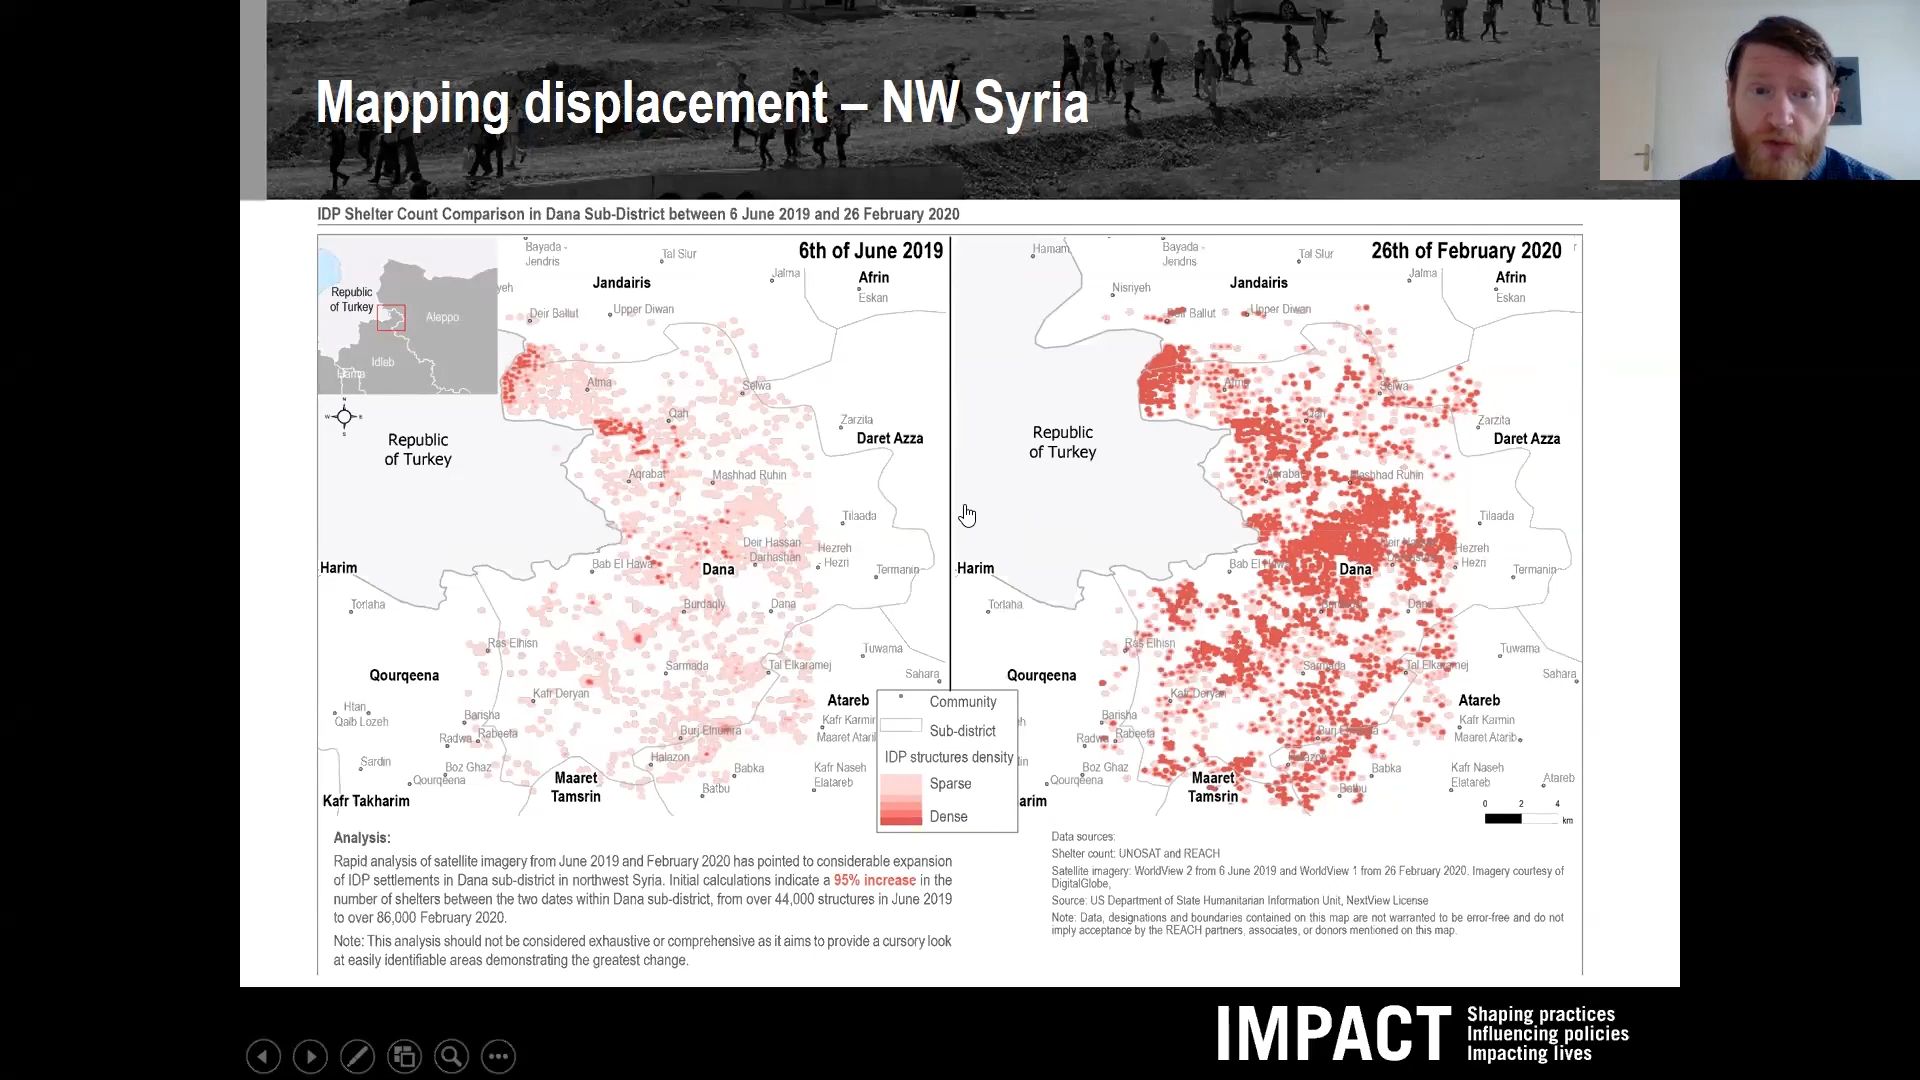 Mapping displacement – NW Syria
IDP Shelter Count Comparison in Dana Sub-District between 6 June 2019 and 26 February 2020
6th of June 2019
Republic
of Turkey
Aleppo
Idleb
Hama
N
W
E
S
Bayada -
Jendris
Tal Slur
Jandairis
Jalma
Afrin
Eskan
yeh
Deir Ballut
Upper Diwan
Atma
Selwa
Qah
Zarzita
Daret Azza
Republic
of Turkey
Aqrabat
Mashhad Ruhin
Tilaada
Deir Hassan
- Darhashan
Hezreh
- Hezri
Bab El Hawa
Dana
Termanin
Harim
Torlaha
Burdaqly
Dana
Ras Elhisn
Tuwama
Qourqeena
Sarmada
Tal Elkaramej
Sahara
Kafr Deryan
Atareb
Htan
Qalb Lozeh
Barisha
Kafr Karmin
Radwa
Rabeeta
Burj Elnumra
Maaret Atarib
Sardin
Boz Ghaz
Halazon
Babka
Kafr Naseh
Elatareb
Qourqeena
Maaret
Tamsrin
Batbu
Kafr Takharim
Community
Sub-district
IDP structures density
Sparse
Dense
26th of February 2020
Hamam
Bayada -
Jendris
Tal Slur
r
Jandairis
Jalma
Afrin
Eskan
Nisriyeh
Deir Ballut
Upper Diwan
Atma
Selwa
Qah
Zarzita
Daret Azza
Republic
of Turkey
Aqrabat
Mashhad Ruhin
Tilaada
Deir Hassan
Hezreh
- Hezri
Bab El Hawa
Dana
Termanin
Harim
Torlaha
Burdaqly
Dana
Ras Elhisn
Tuwama
Qourqeena
Sarmada
Tal Elkaramej
Sahara
Kafr Deryan
Atareb
Barisha
Kafr Karmin
Radwa
Rabeeta
Burj Elnumra
Maaret Atarib
Boz Ghaz
Halazon
Babka
Kafr Naseh
Elatareb
Atareb
Qourqeena
Maaret
Tamsrin
Batbu
arim
0 2 4
km
Analysis:
Rapid analysis of satellite imagery from June 2019 and February 2020 has pointed to considerable expansion
of IDP settlements in Dana sub-district in northwest Syria. Initial calculations indicate a 95% increase in the
number of shelters between the two dates within Dana sub-district, from over 44,000 structures in June 2019
to over 86,000 February 2020.
Note: This analysis should not be considered exhaustive or comprehensive as it aims to provide a cursory look
at easily identifiable areas demonstrating the greatest change.
Data sources:
Shelter count: UNOSAT and REACH
Satellite imagery: WorldView 2 from 6 June 2019 and WorldView 1 from 26 February 2020. Imagery courtesy of
DigitalGlobe,
Source: US Department of State Humanitarian Information Unit, NextView License
Note: Data, designations and boundaries contained on this map are not warranted to be error-free and do not
imply acceptance by the REACH partners, associates, or donors mentioned on this map.
IMPACT
Shaping practices
Influencing policies
Impacting lives